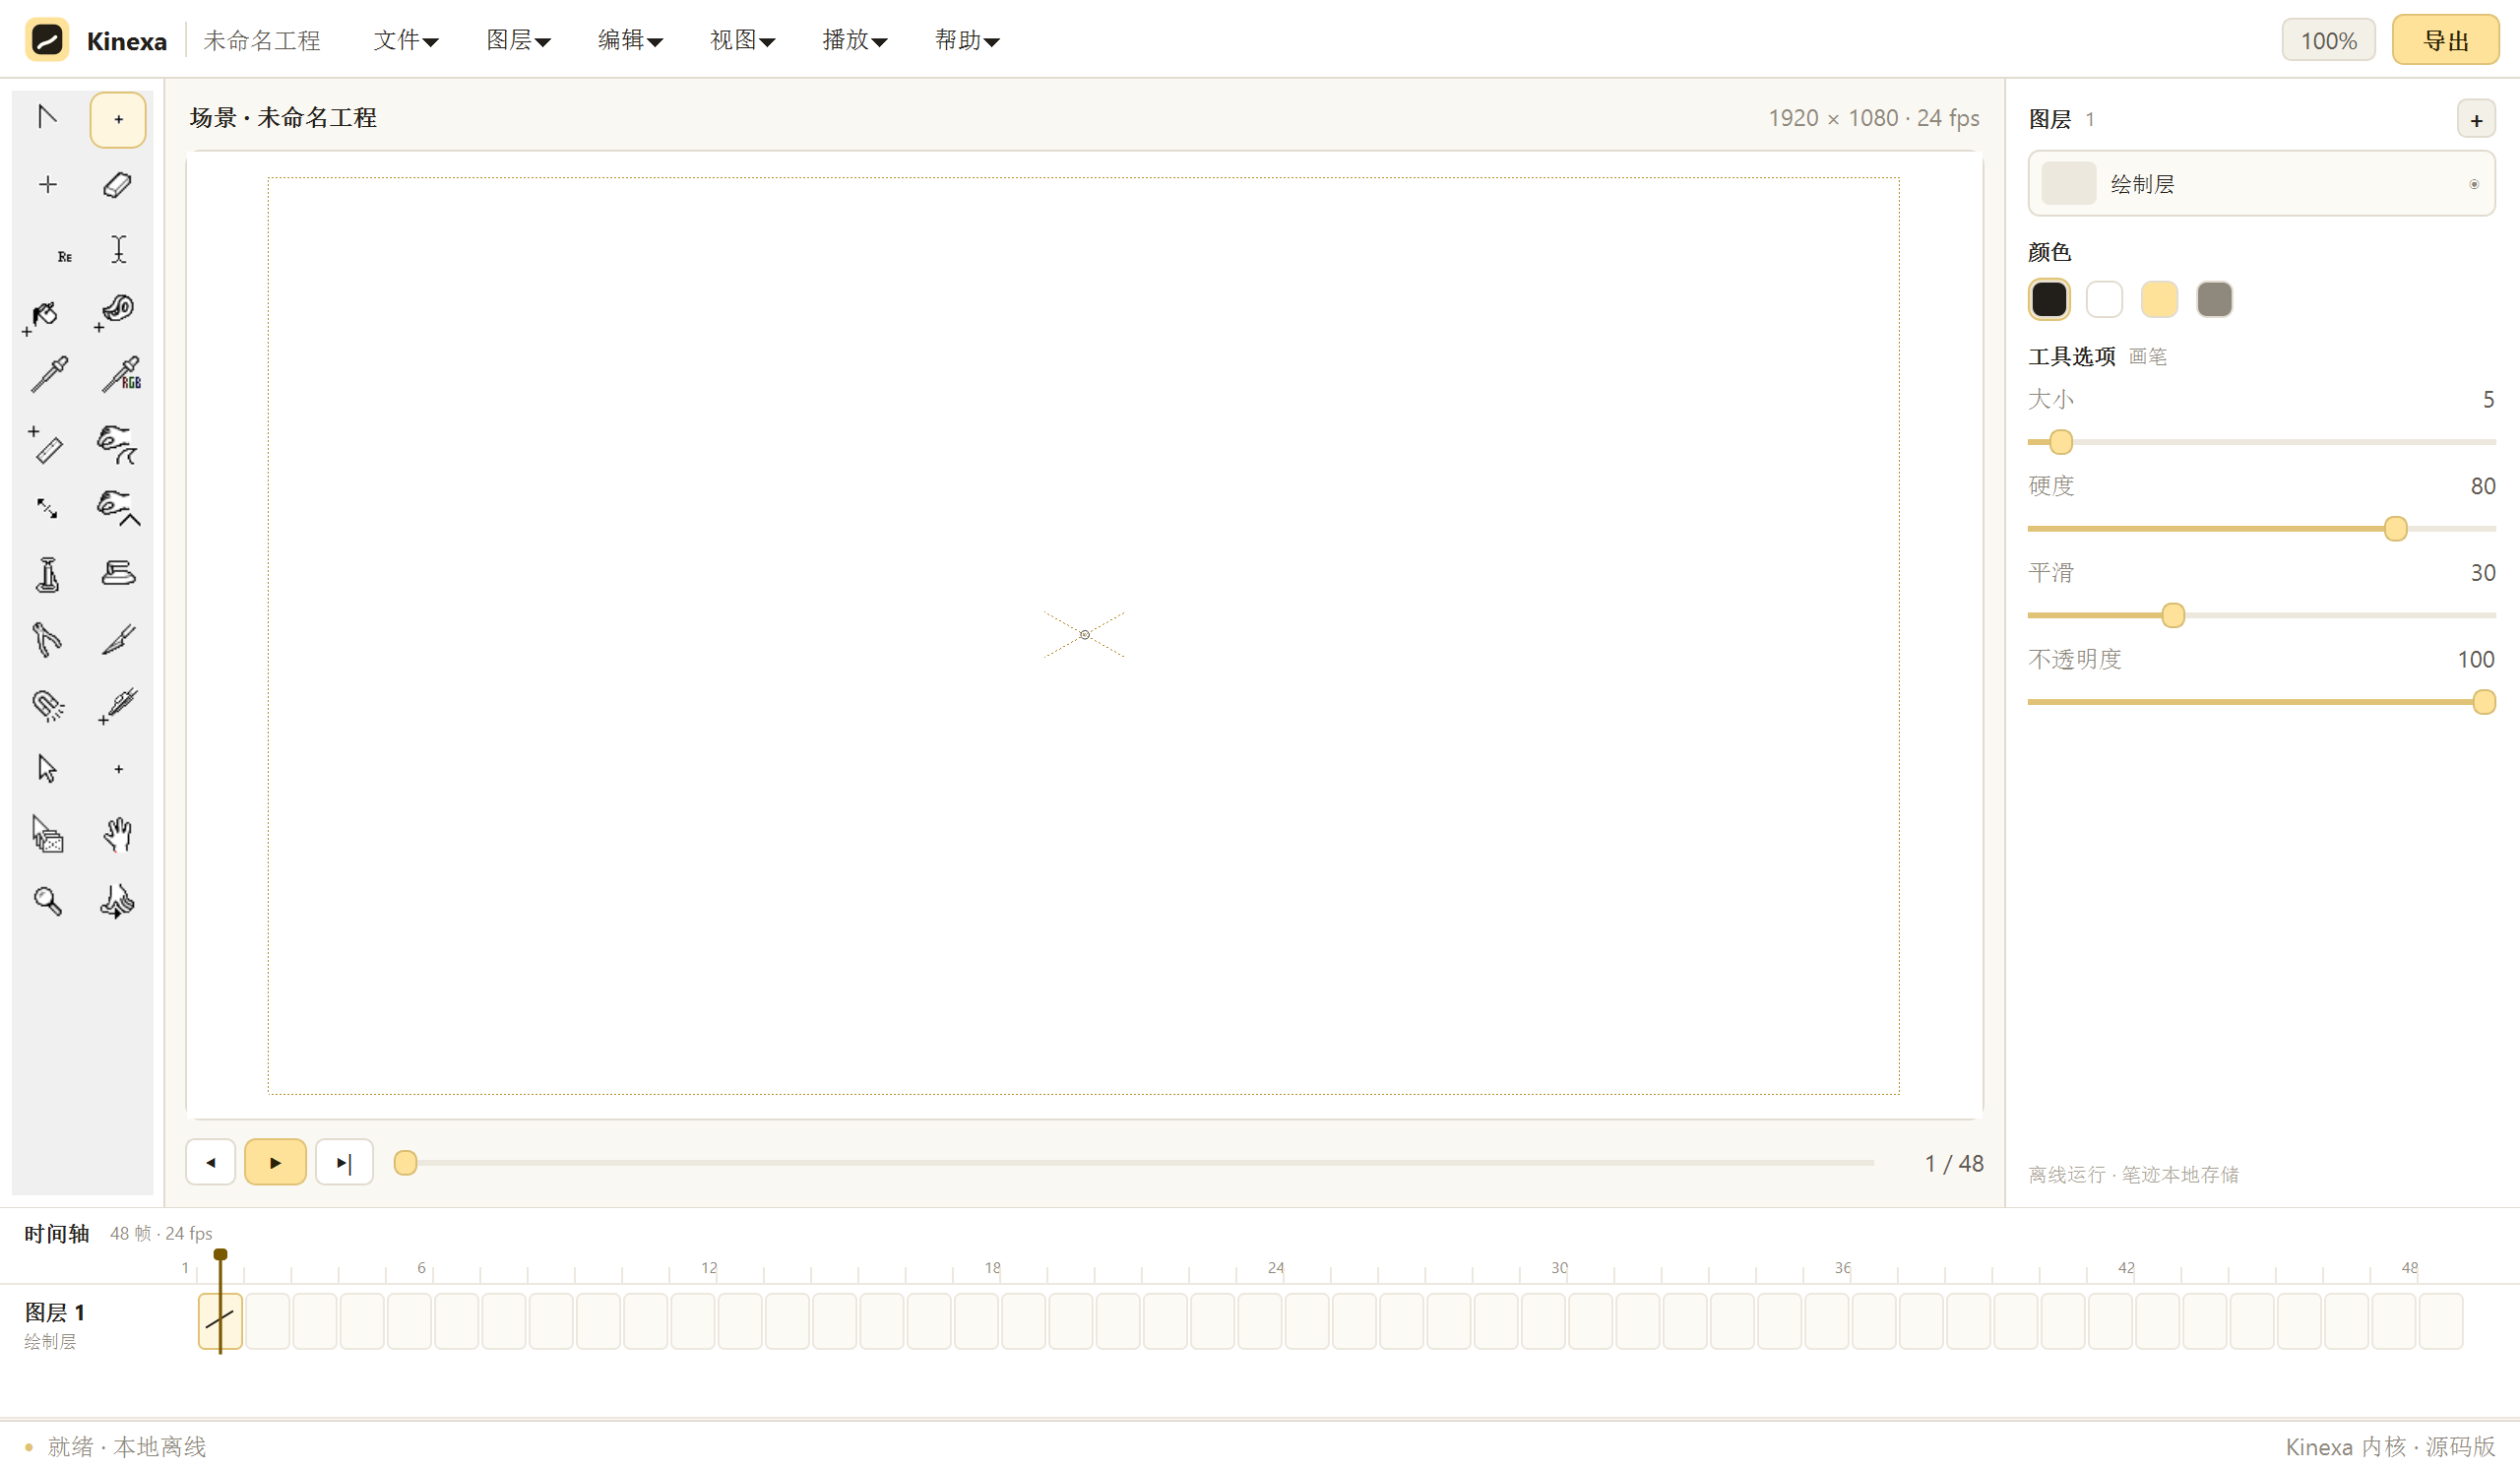 Kinexa 未命名工程 文件 图层 编辑 视图 播放 帮助 100% 导出
场景 · 未命名工程 1920 × 1080 · 24 fps
RE
RGB
1 / 48
图层 1 +
绘制层
颜色
工具选项 画笔
大小 5
硬度 80
平滑 30
不透明度 100
离线运行 · 笔迹本地存储
时间轴 48 帧 · 24 fps
1 6 12 18 24 30 36 42 48
图层 1
绘制层
就绪 · 本地离线 Kinexa 内核 · 源码版